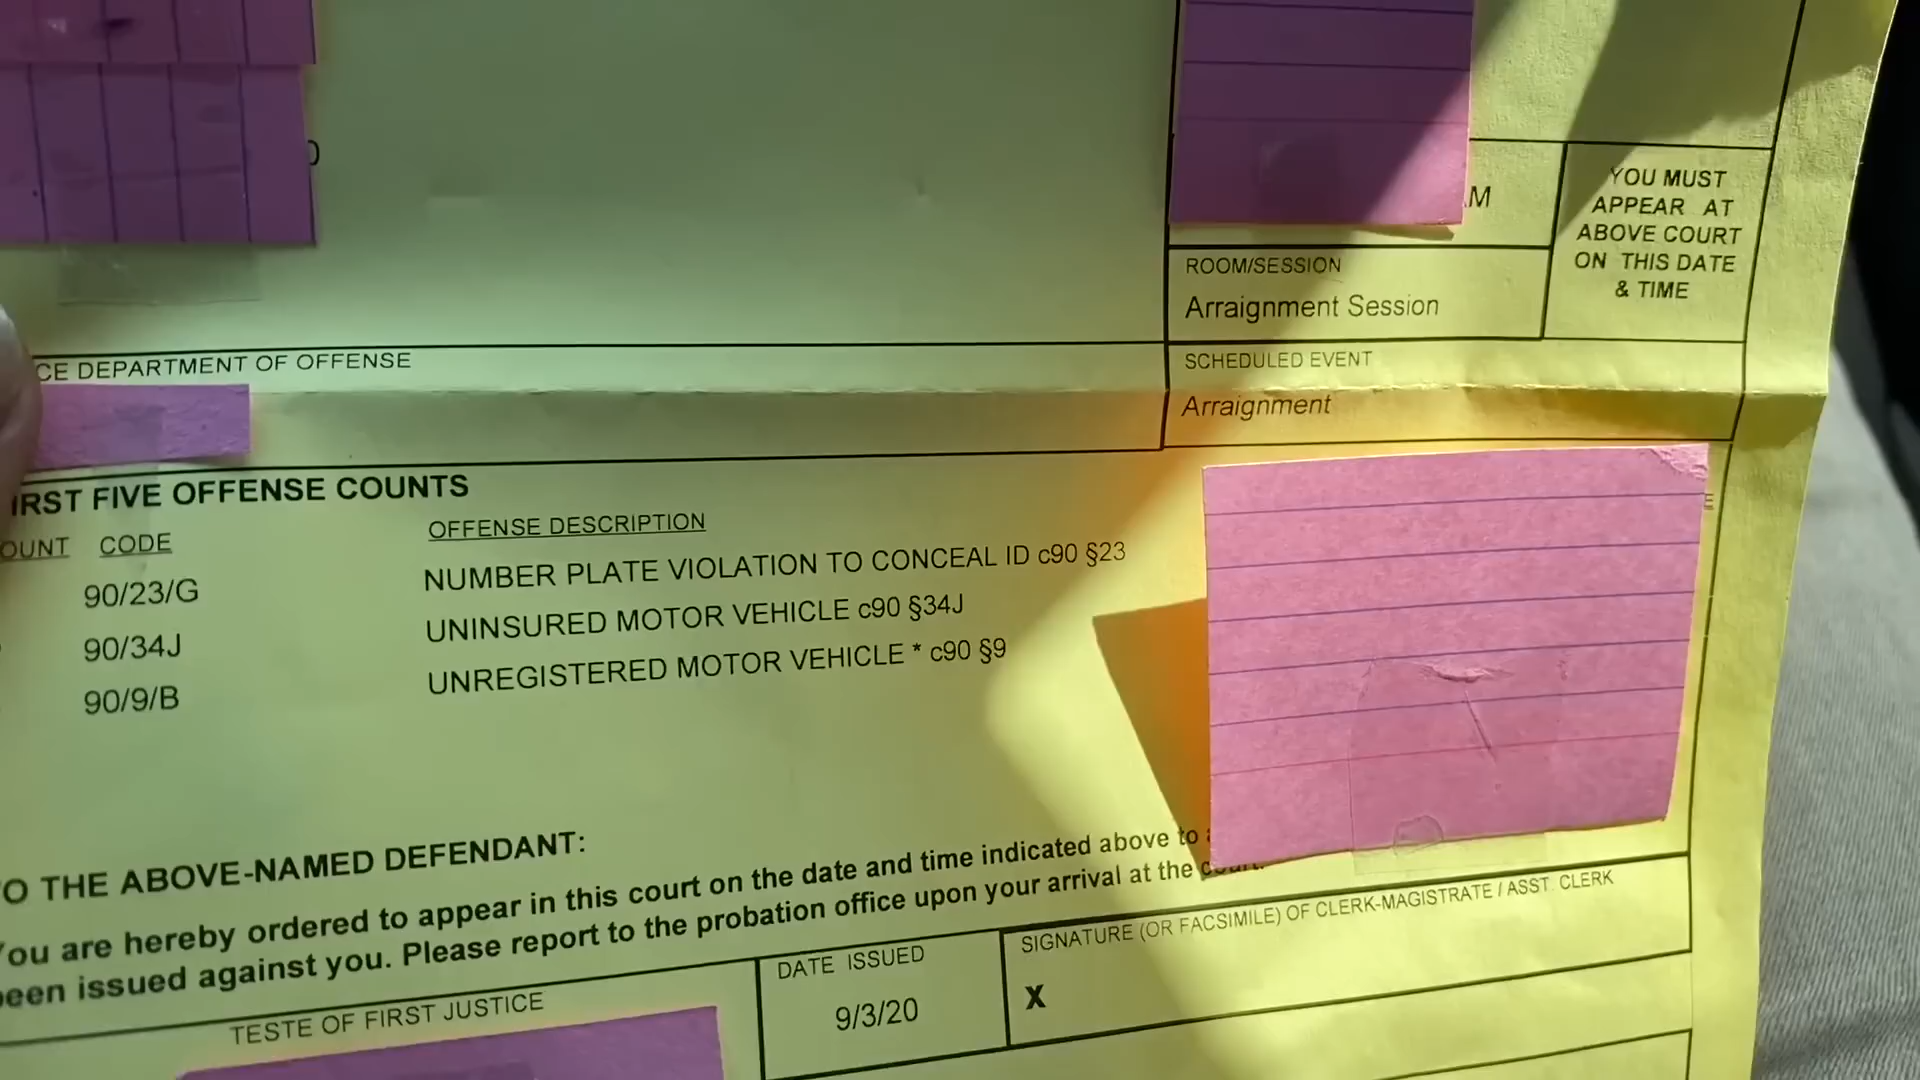 YOU MUST
APPEAR AT
ABOVE COURT
ON THIS DATE
& TIME
ROOM/SESSION
Arraignment Session
CE DEPARTMENT OF OFFENSE
SCHEDULED EVENT
Arraignment
IRST FIVE OFFENSE COUNTS
OUNT CODE OFFENSE DESCRIPTION
90/23/G NUMBER PLATE VIOLATION TO CONCEAL ID c90 §23
90/34J UNINSURED MOTOR VEHICLE c90 §34J
90/9/B UNREGISTERED MOTOR VEHICLE * c90 §9
O THE ABOVE-NAMED DEFENDANT:
You are hereby ordered to appear in this court on the date and time indicated above to
been issued against you. Please report to the probation office upon your arrival at the
TESTE OF FIRST JUSTICE
DATE ISSUED
9/3/20
SIGNATURE (OR FACSIMILE) OF CLERK-MAGISTRATE / ASST. CLERK
X